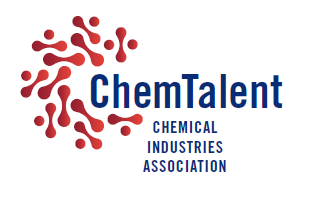 ChemTalent
CHEMICAL
INDUSTRIES
ASSOCIATION